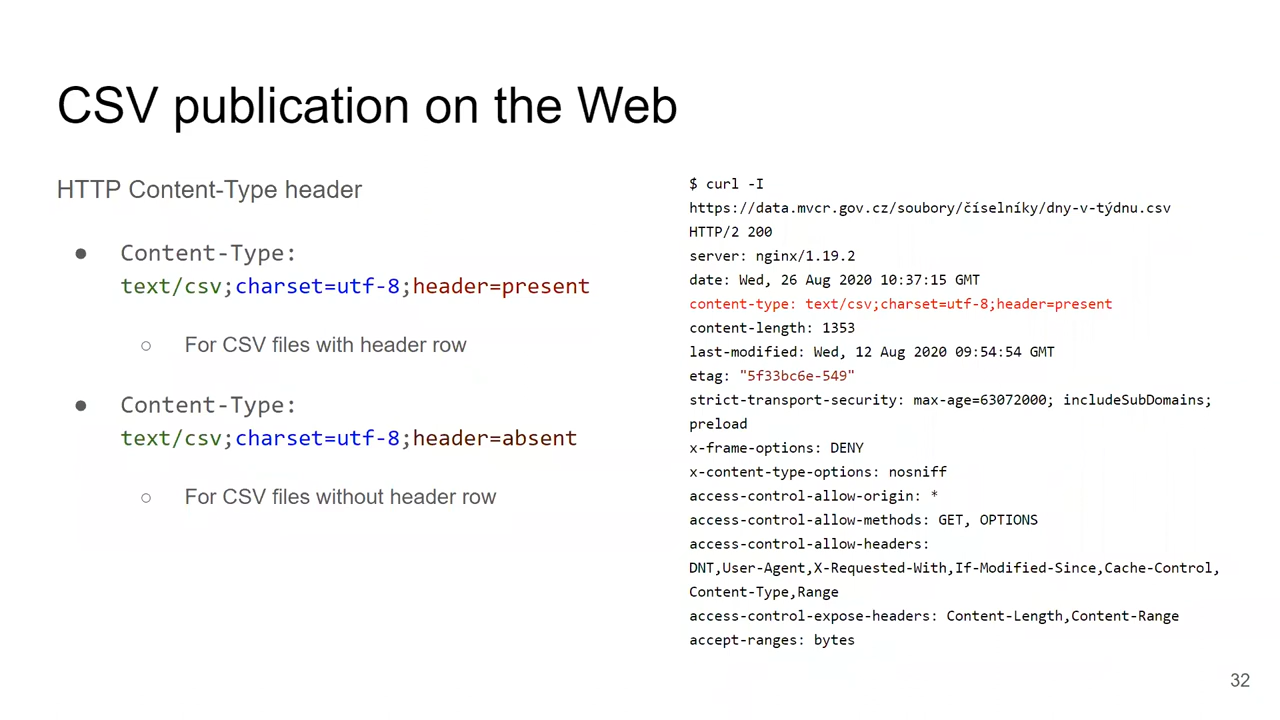 CSV publication on the Web
HTTP Content-Type header
● Content-Type:
text/csv;charset=utf-8;header=present
○ For CSV files with header row
● Content-Type:
text/csv;charset=utf-8;header=absent
○ For CSV files without header row
$ curl -I
https://data.mvcr.gov.cz/soubory/číselníky/dny-v-týdnu.csv
HTTP/2 200
server: nginx/1.19.2
date: Wed, 26 Aug 2020 10:37:15 GMT
content-type: text/csv;charset=utf-8;header=present
content-length: 1353
last-modified: Wed, 12 Aug 2020 09:54:54 GMT
etag: "5f33bc6e-549"
strict-transport-security: max-age=63072000; includeSubDomains;
preload
x-frame-options: DENY
x-content-type-options: nosniff
access-control-allow-origin: *
access-control-allow-methods: GET, OPTIONS
access-control-allow-headers:
DNT,User-Agent,X-Requested-With,If-Modified-Since,Cache-Control,
Content-Type,Range
access-control-expose-headers: Content-Length,Content-Range
accept-ranges: bytes
32